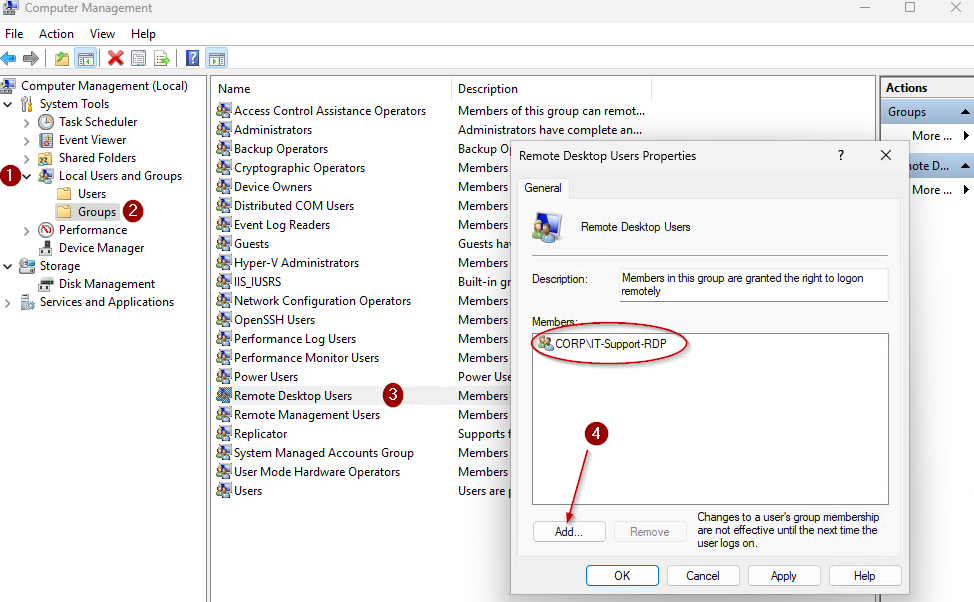 Computer Management
File Action View Help
Computer Management (Local)
System Tools
Task Scheduler
Event Viewer
Shared Folders
1
Local Users and Groups
Users
Groups
2
Performance
Device Manager
Storage
Disk Management
Services and Applications
Name Description
Access Control Assistance Operators Members of this group can remot...
Administrators Administrators have complete an...
Backup Operators Backup O
Cryptographic Operators Members
Device Owners Members
Distributed COM Users Members
Event Log Readers Members
Guests Guests hav
Hyper-V Administrators Members
IIS_IUSRS Built-in gr
Network Configuration Operators Members
OpenSSH Users Members
Performance Log Users Members
Performance Monitor Users Members
Power Users Power Use
Remote Desktop Users 3 Members
Remote Management Users Members
Replicator Supports f
System Managed Accounts Group Members
User Mode Hardware Operators Members
Users Users are p
Remote Desktop Users Properties ?
General
Remote Desktop Users
Description: Members in this group are granted the right to logon
remotely
Members:
CORP\IT-Support-RDP
4
Add... Remove
Changes to a user's group membership
are not effective until the next time the
user logs on.
OK Cancel Apply Help
Actions
Groups
More ...
note D...
More ...